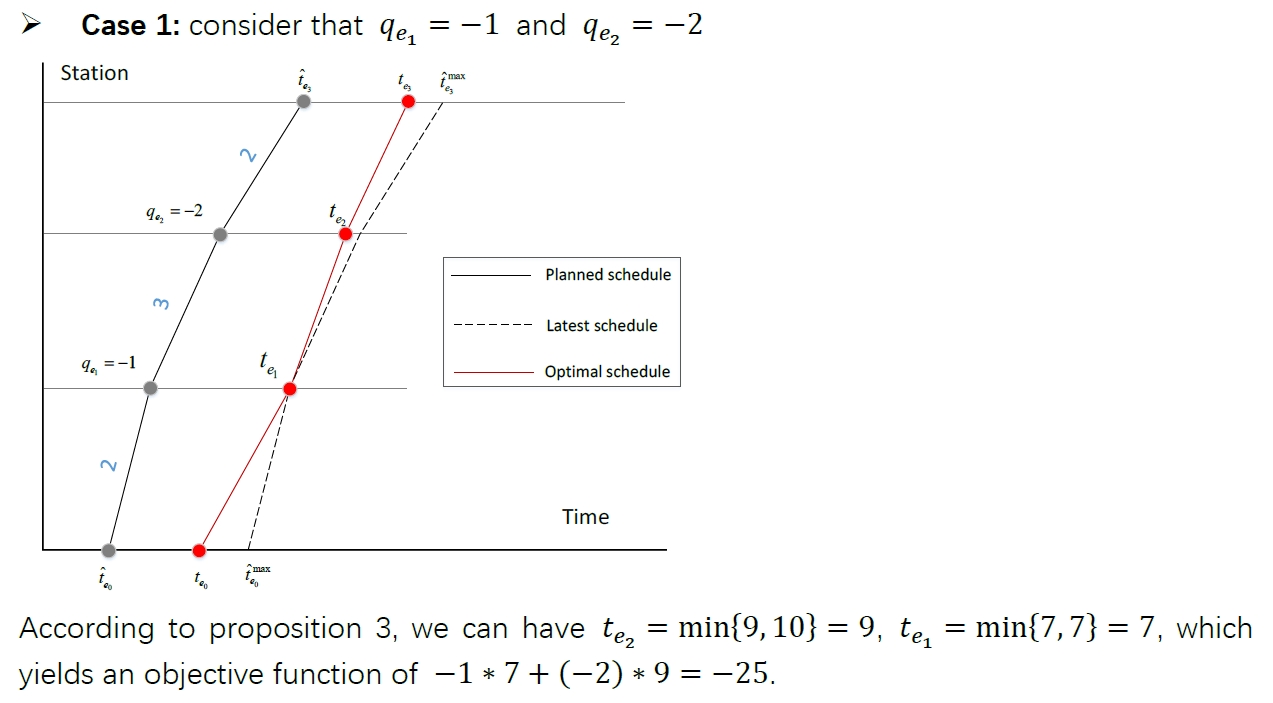 ➢ Case 1: consider that q_{e_1} = −1 and q_{e_2} = −2
Station
\hat{t}_{e_3}
t_{e_3}
\hat{t}_{e_3}^{max}
2
q_{e_2} = −2
t_{e_2}
3
Planned schedule
Latest schedule
Optimal schedule
q_{e_1} = −1
t_{e_1}
2
Time
\hat{t}_{e_0}
t_{e_0}
\hat{t}_{e_0}^{max}
According to proposition 3, we can have t_{e_2} = min{9, 10} = 9, t_{e_1} = min{7, 7} = 7, which
yields an objective function of −1 ∗ 7 + (−2) ∗ 9 = −25.